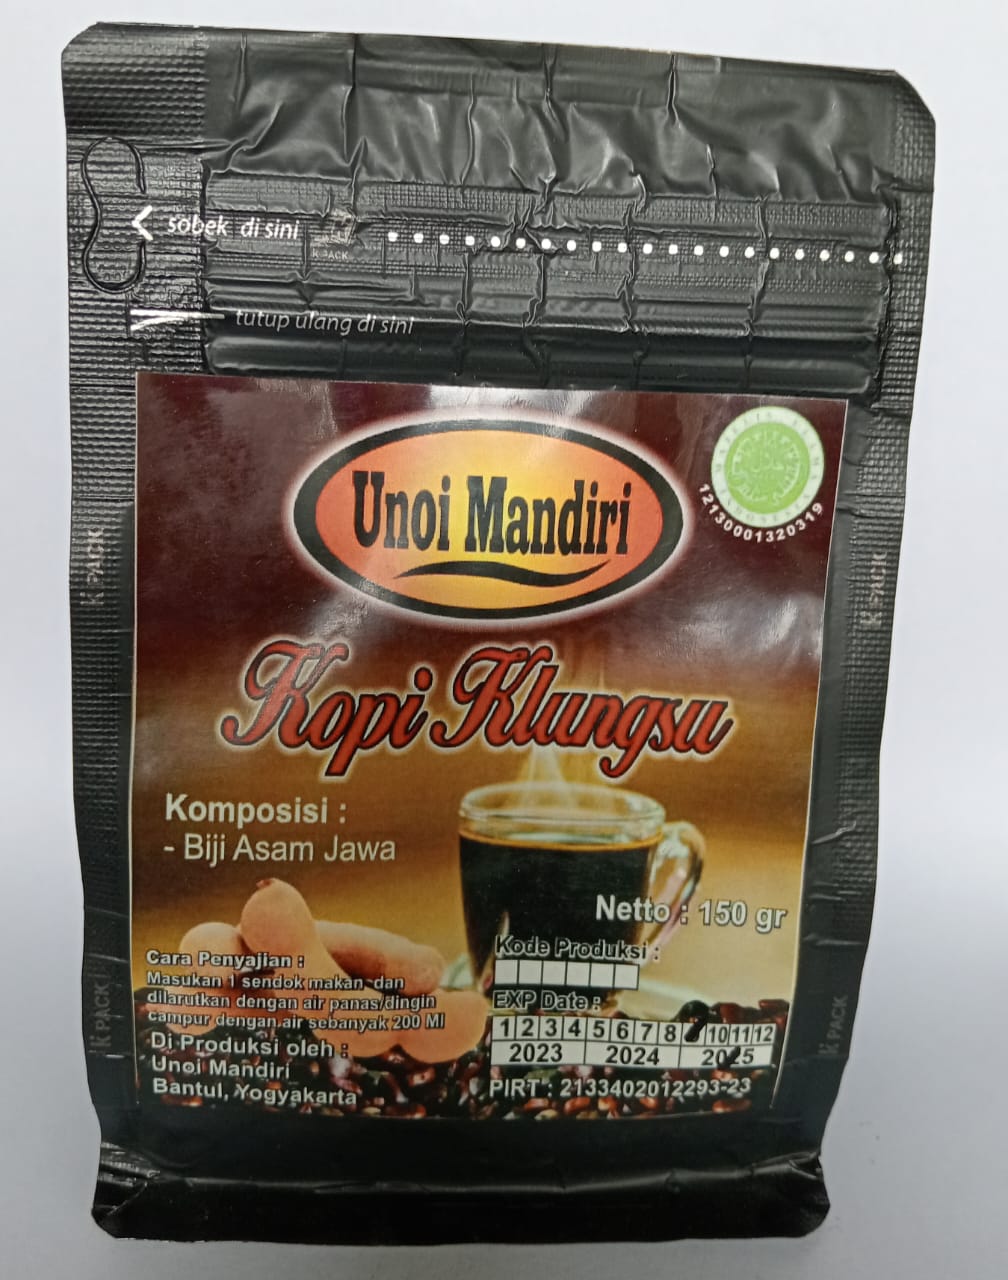 sobek di sini
K PACK
tutup ulang di sini
Unoi Mandiri
12130001320319
Kopi Klungsu
Komposisi :
- Biji Asam Jawa
Netto : 150 gr
Kode Produksi :
EXP Date :
1 2 3 4 5 6 7 8 10 11 12
2023 2024 2025
PIRT : 2133402012293-23
Cara Penyajian :
Masukan 1 sendok makan dan
dilarutkan dengan air panas/dingin
campur dengan air sebanyak 200 Ml
Di Produksi oleh :
Unoi Mandiri
Bantul, Yogyakarta
K PACK
K PACK
K PACK
K PACK